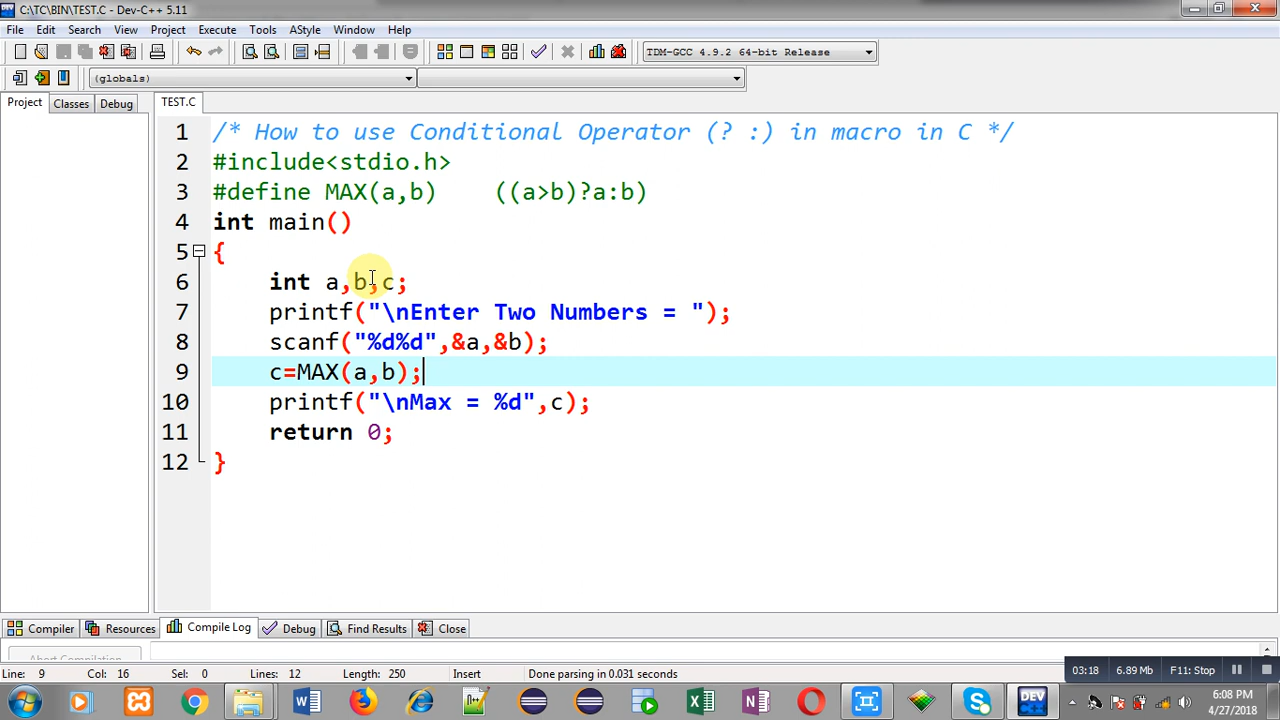 C:\TC\BIN\TEST.C - Dev-C++ 5.11
File Edit Search View Project Execute Tools AStyle Window Help
TDM-GCC 4.9.2 64-bit Release
(globals)
Project Classes Debug TEST.C
1 /* How to use Conditional Operator (? :) in macro in C */
2 #include<stdio.h>
3 #define MAX(a,b)    ((a>b)?a:b)
4 int main()
5 {
6     int a,b,c;
7     printf("\nEnter Two Numbers = ");
8     scanf("%d%d",&a,&b);
9     c=MAX(a,b);
10     printf("\nMax = %d",c);
11     return 0;
12 }
Compiler Resources Compile Log Debug Find Results Close
Abort Compilation
Line: 9 Col: 16 Sel: 0 Lines: 12 Length: 250 Insert Done parsing in 0.031 seconds
03:18 6.89 Mb F11: Stop
DEV
6:08 PM
4/27/2018